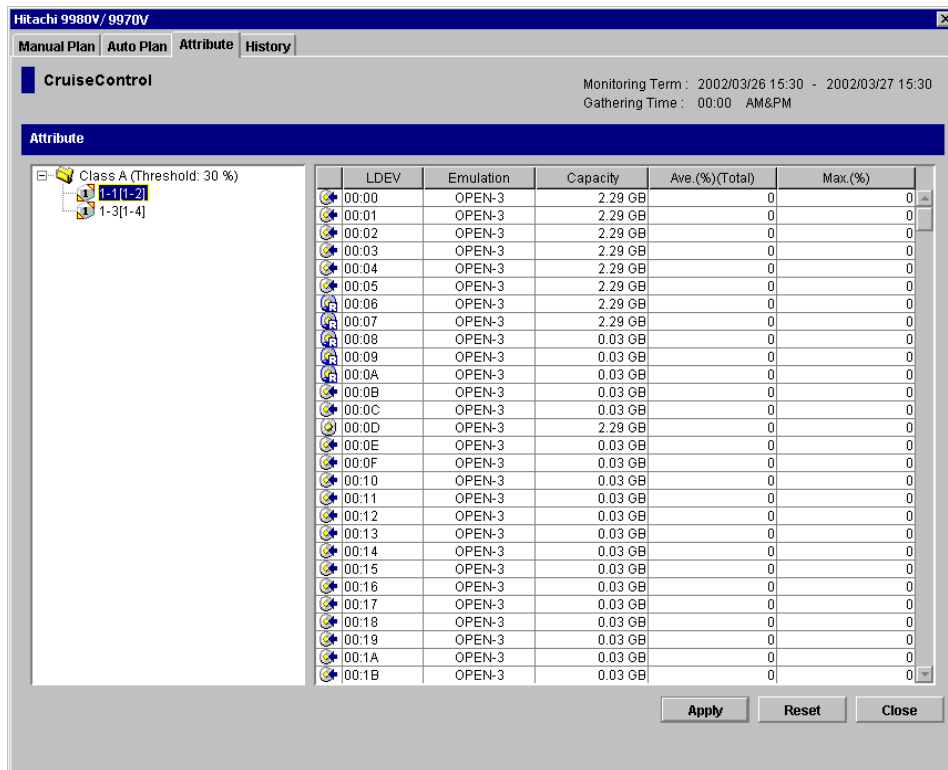 Hitachi 9980V/ 9970V
Manual Plan Auto Plan Attribute History
CruiseControl
Monitoring Term : 2002/03/26 15:30 - 2002/03/27 15:30
Gathering Time : 00:00 AM&PM
Attribute
Class A (Threshold: 30 %)
1-1[1-2]
1-3[1-4]
LDEV Emulation Capacity Ave.(%)(Total) Max.(%)
00:00 OPEN-3 2.29 GB 0 0
00:01 OPEN-3 2.29 GB 0 0
00:02 OPEN-3 2.29 GB 0 0
00:03 OPEN-3 2.29 GB 0 0
00:04 OPEN-3 2.29 GB 0 0
00:05 OPEN-3 2.29 GB 0 0
00:06 OPEN-3 2.29 GB 0 0
00:07 OPEN-3 2.29 GB 0 0
00:08 OPEN-3 0.03 GB 0 0
00:09 OPEN-3 0.03 GB 0 0
00:0A OPEN-3 0.03 GB 0 0
00:0B OPEN-3 0.03 GB 0 0
00:0C OPEN-3 0.03 GB 0 0
00:0D OPEN-3 2.29 GB 0 0
00:0E OPEN-3 0.03 GB 0 0
00:0F OPEN-3 0.03 GB 0 0
00:10 OPEN-3 0.03 GB 0 0
00:11 OPEN-3 0.03 GB 0 0
00:12 OPEN-3 0.03 GB 0 0
00:13 OPEN-3 0.03 GB 0 0
00:14 OPEN-3 0.03 GB 0 0
00:15 OPEN-3 0.03 GB 0 0
00:16 OPEN-3 0.03 GB 0 0
00:17 OPEN-3 0.03 GB 0 0
00:18 OPEN-3 0.03 GB 0 0
00:19 OPEN-3 0.03 GB 0 0
00:1A OPEN-3 0.03 GB 0 0
00:1B OPEN-3 0.03 GB 0 0
Apply Reset Close